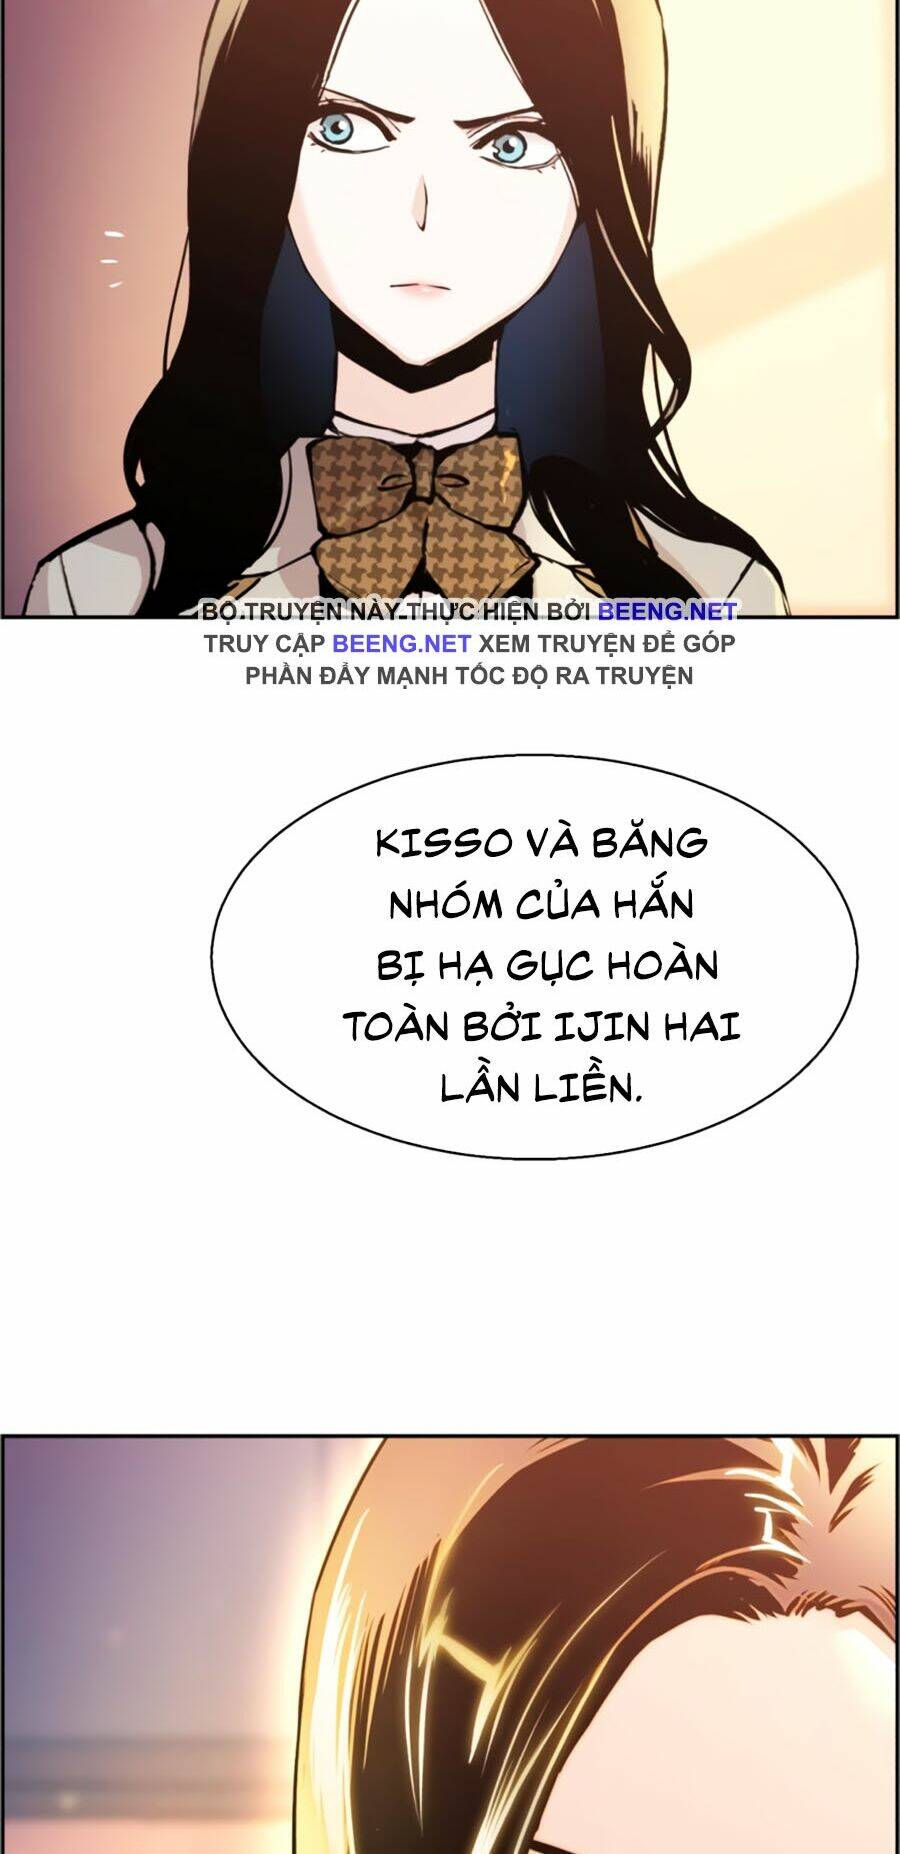 BỘ TRUYỆN NÀY THỰC HIỆN BỞI BEENG.NET
TRUY CẬP BEENG.NET XEM TRUYỆN ĐỂ GÓP
PHẦN ĐẨY MẠNH TỐC ĐỘ RA TRUYỆN
KISSO VÀ BĂNG
NHÓM CỦA HẮN
BỊ HẠ GỤC HOÀN
TOÀN BỞI IJIN HAI
LẦN LIỀN.